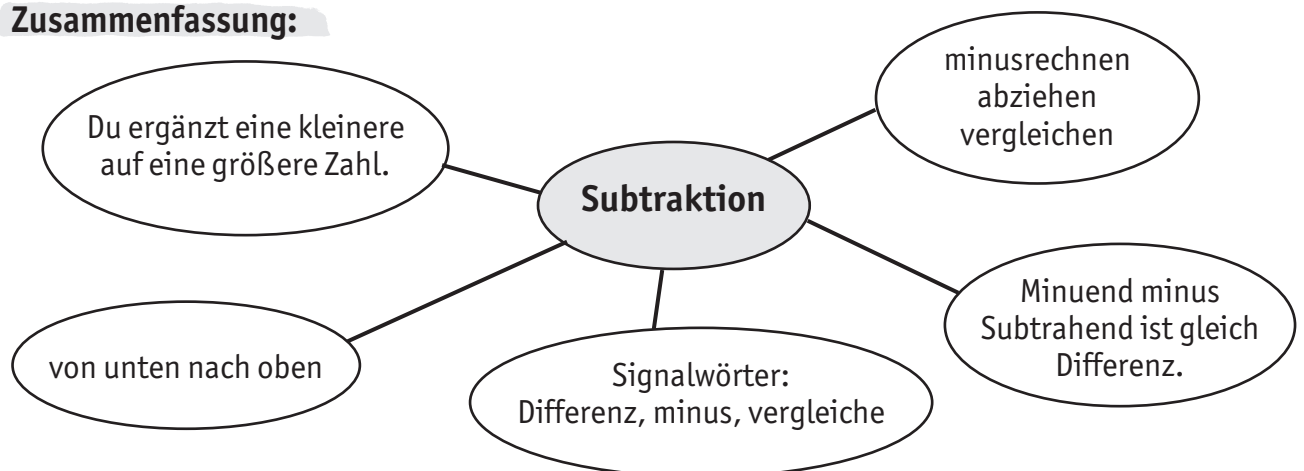 Zusammenfassung:
Du ergänzt eine kleinere
auf eine größere Zahl.
minusrechnen
abziehen
vergleichen
Subtraktion
von unten nach oben
Signalwörter:
Differenz, minus, vergleiche
Minuend minus
Subtrahend ist gleich
Differenz.